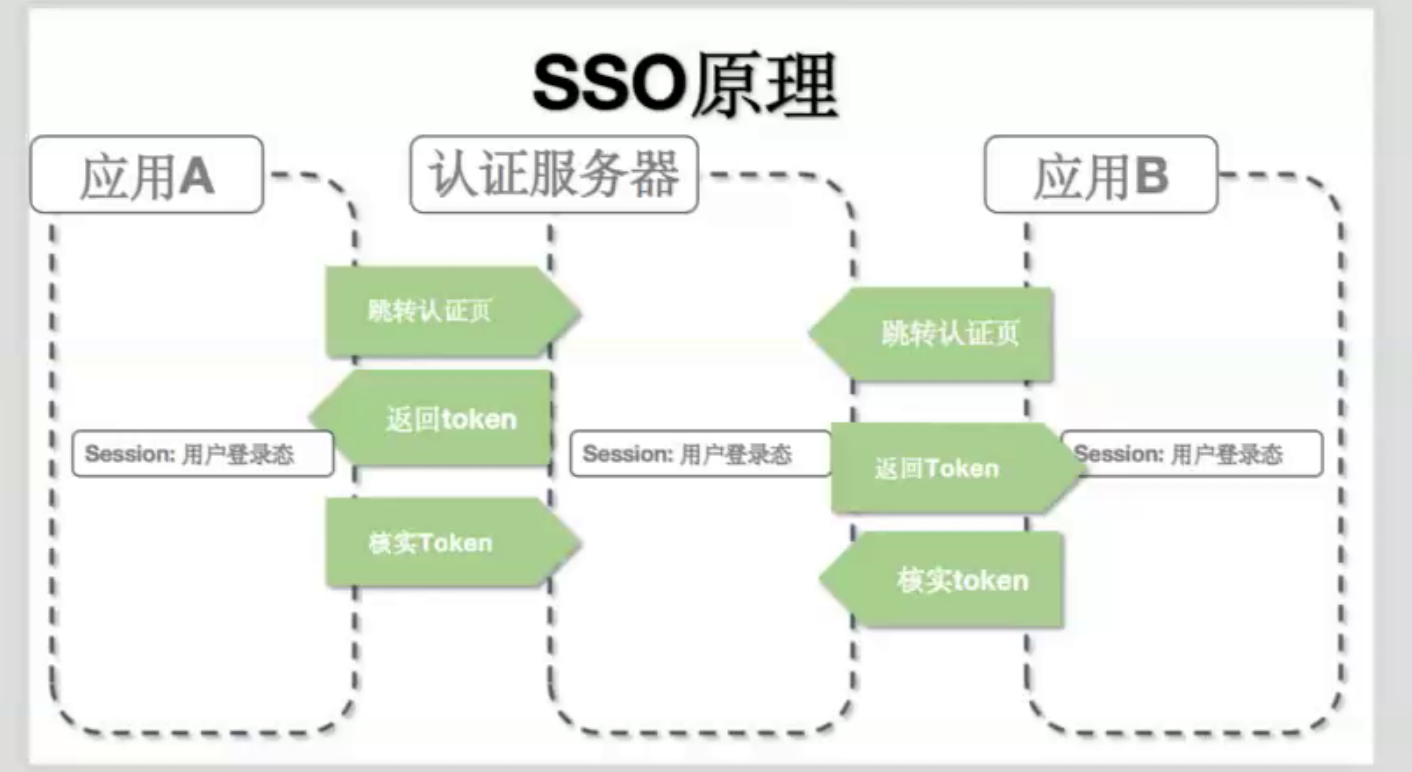 SSO原理
应用A
认证服务器
应用B
跳转认证页
跳转认证页
返回token
Session: 用户登录态
Session: 用户登录态
返回Token
Session: 用户登录态
核实Token
核实token